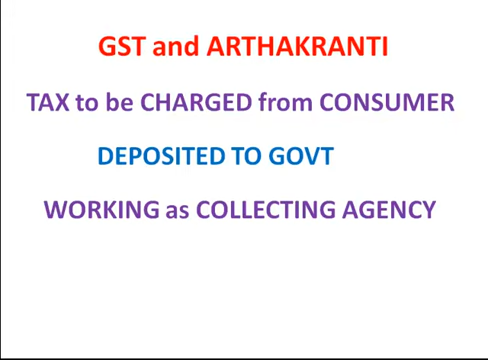 GST and ARTHAKRANTI
TAX to be CHARGED from CONSUMER
DEPOSITED TO GOVT
WORKING as COLLECTING AGENCY